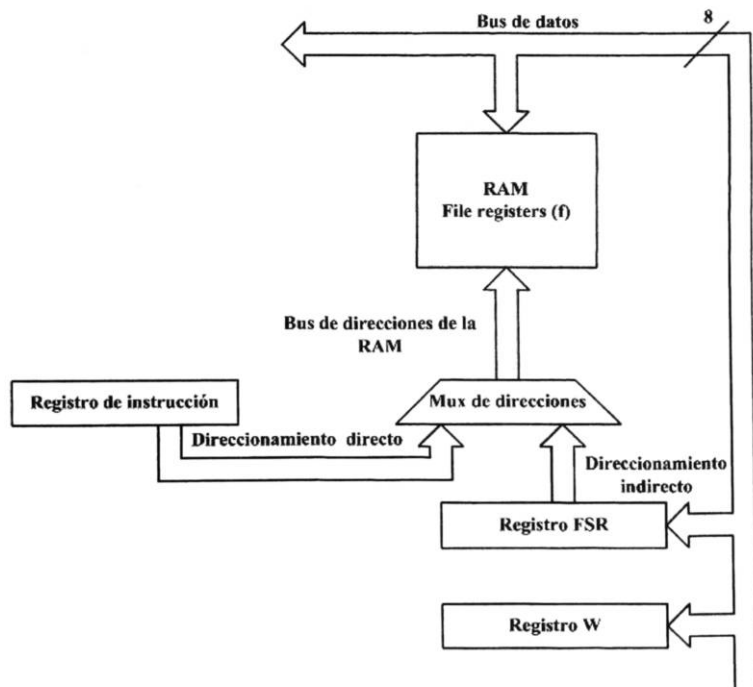 Bus de datos
8
RAM
File registers (f)
Bus de direcciones de la
RAM
Registro de instrucción
Mux de direcciones
Direccionamiento directo
Direccionamiento
indirecto
Registro FSR
Registro W